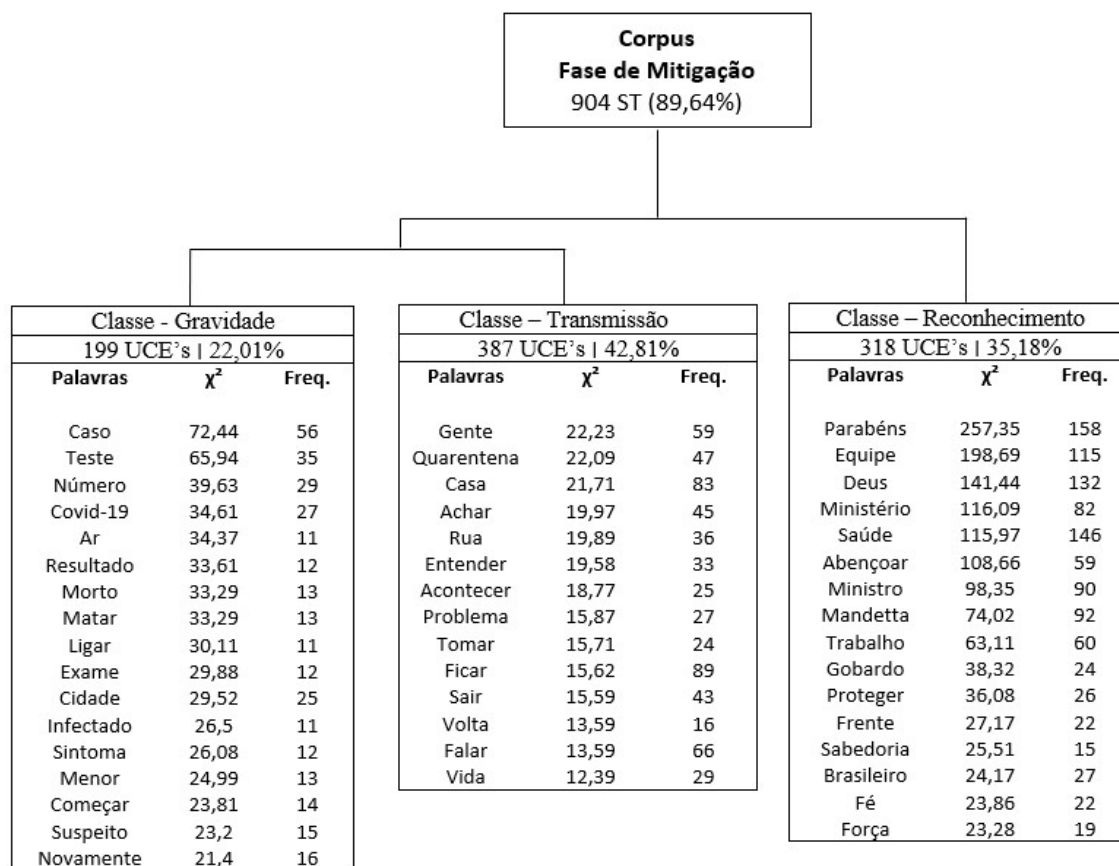 Corpus
Fase de Mitigação
904 ST (89,64%)
Classe - Gravidade
199 UCE's | 22,01%
Palavras χ² Freq.
Caso 72,44 56
Teste 65,94 35
Número 39,63 29
Covid-19 34,61 27
Ar 34,37 11
Resultado 33,61 12
Morto 33,29 13
Matar 33,29 13
Ligar 30,11 11
Exame 29,88 12
Cidade 29,52 25
Infectado 26,5 11
Sintoma 26,08 12
Menor 24,99 13
Começar 23,81 14
Suspeito 23,2 15
Novamente 21,4 16
Classe – Transmissão
387 UCE's | 42,81%
Palavras χ² Freq.
Gente 22,23 59
Quarentena 22,09 47
Casa 21,71 83
Achar 19,97 45
Rua 19,89 36
Entender 19,58 33
Acontecer 18,77 25
Problema 15,87 27
Tomar 15,71 24
Ficar 15,62 89
Sair 15,59 43
Volta 13,59 16
Falar 13,59 66
Vida 12,39 29
Classe – Reconhecimento
318 UCE's | 35,18%
Palavras χ² Freq.
Parabéns 257,35 158
Equipe 198,69 115
Deus 141,44 132
Ministério 116,09 82
Saúde 115,97 146
Abençoar 108,66 59
Ministro 98,35 90
Mandetta 74,02 92
Trabalho 63,11 60
Gobardo 38,32 24
Proteger 36,08 26
Frente 27,17 22
Sabedoria 25,51 15
Brasileiro 24,17 27
Fé 23,86 22
Força 23,28 19